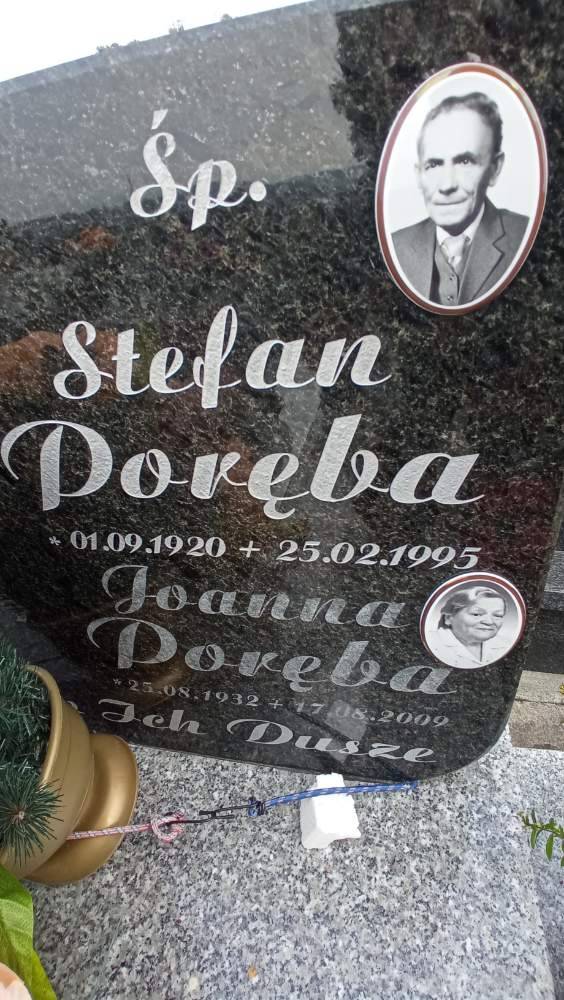 Śp.
Stefan
Poręba
* 01.09.1920 + 25.02.1995
Joanna
Poręba
* 25.08.1932 + 17.08.2009
Ich Dusze